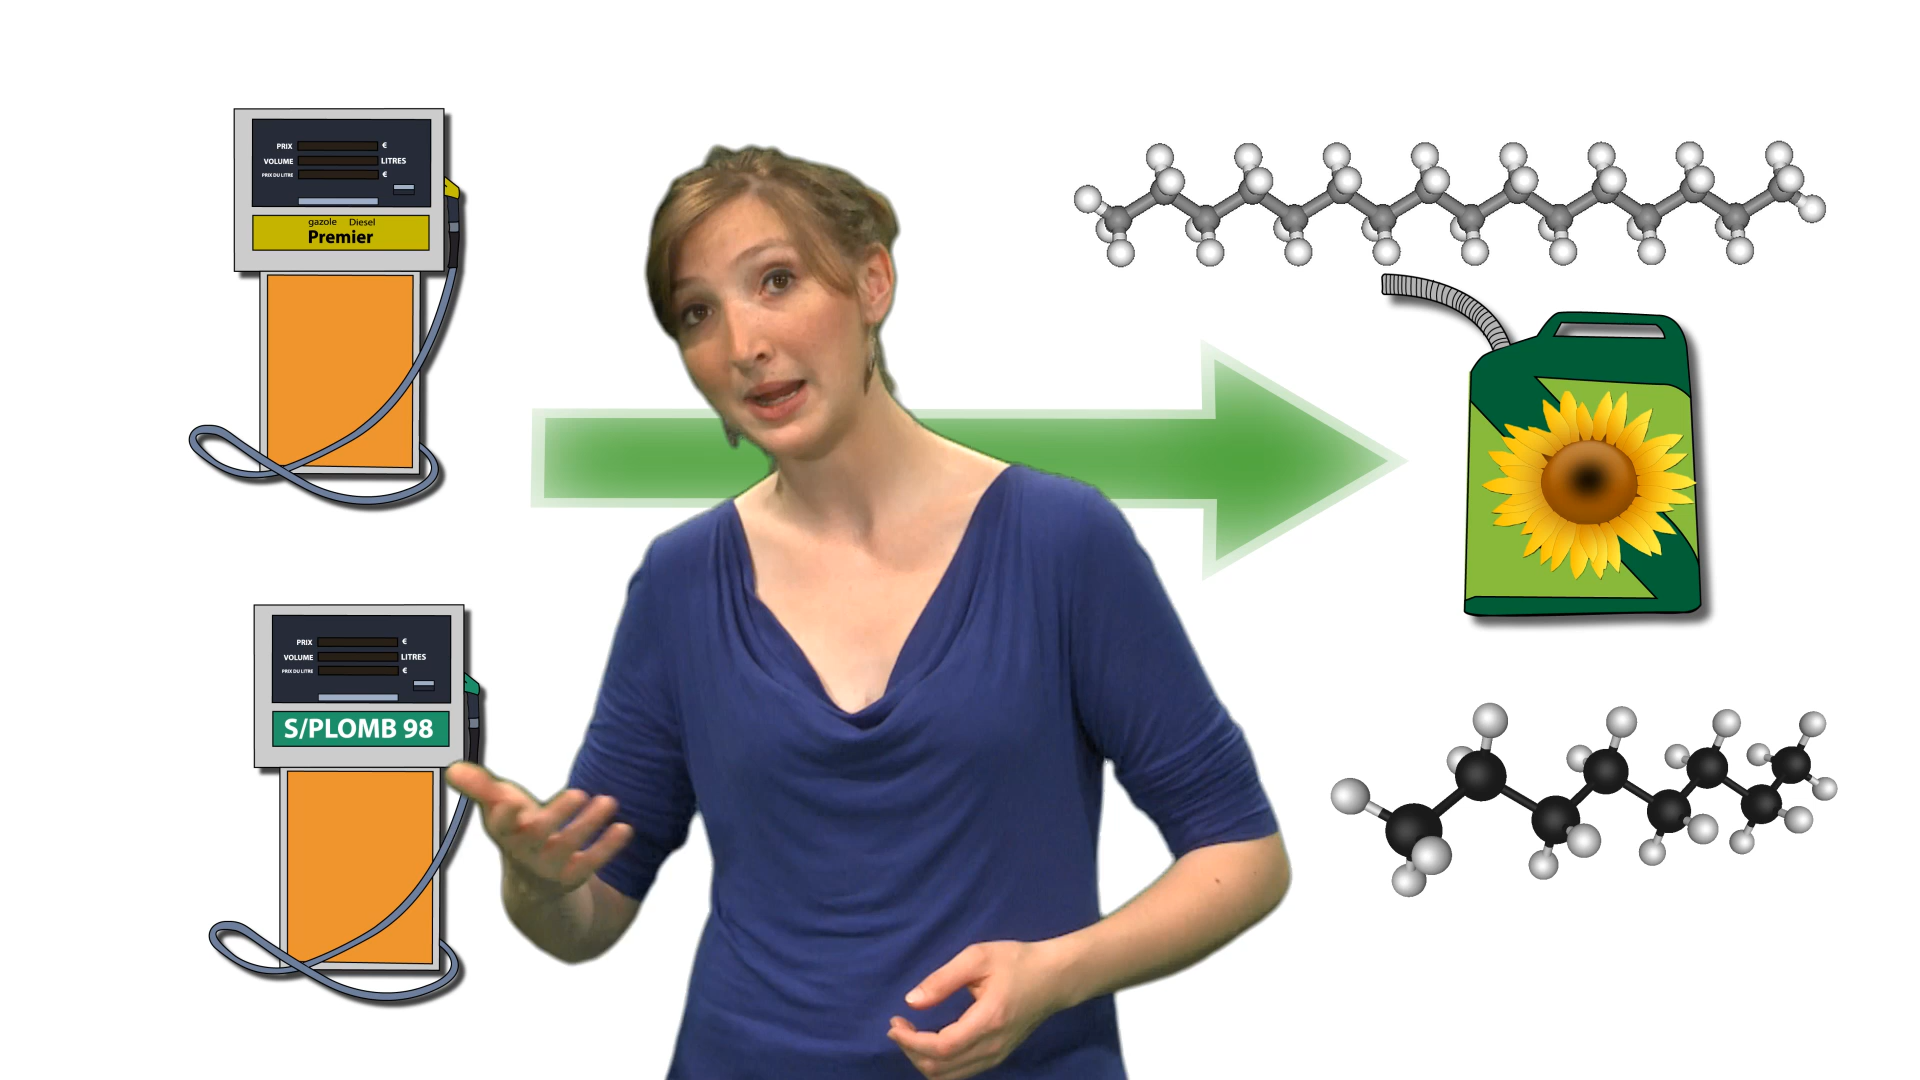 PRIX €
VOLUME LITRES
PRIX DU LITRE €
gazole Diesel
Premier
PRIX €
VOLUME LITRES
PRIX DU LITRE €
S/PLOMB 98